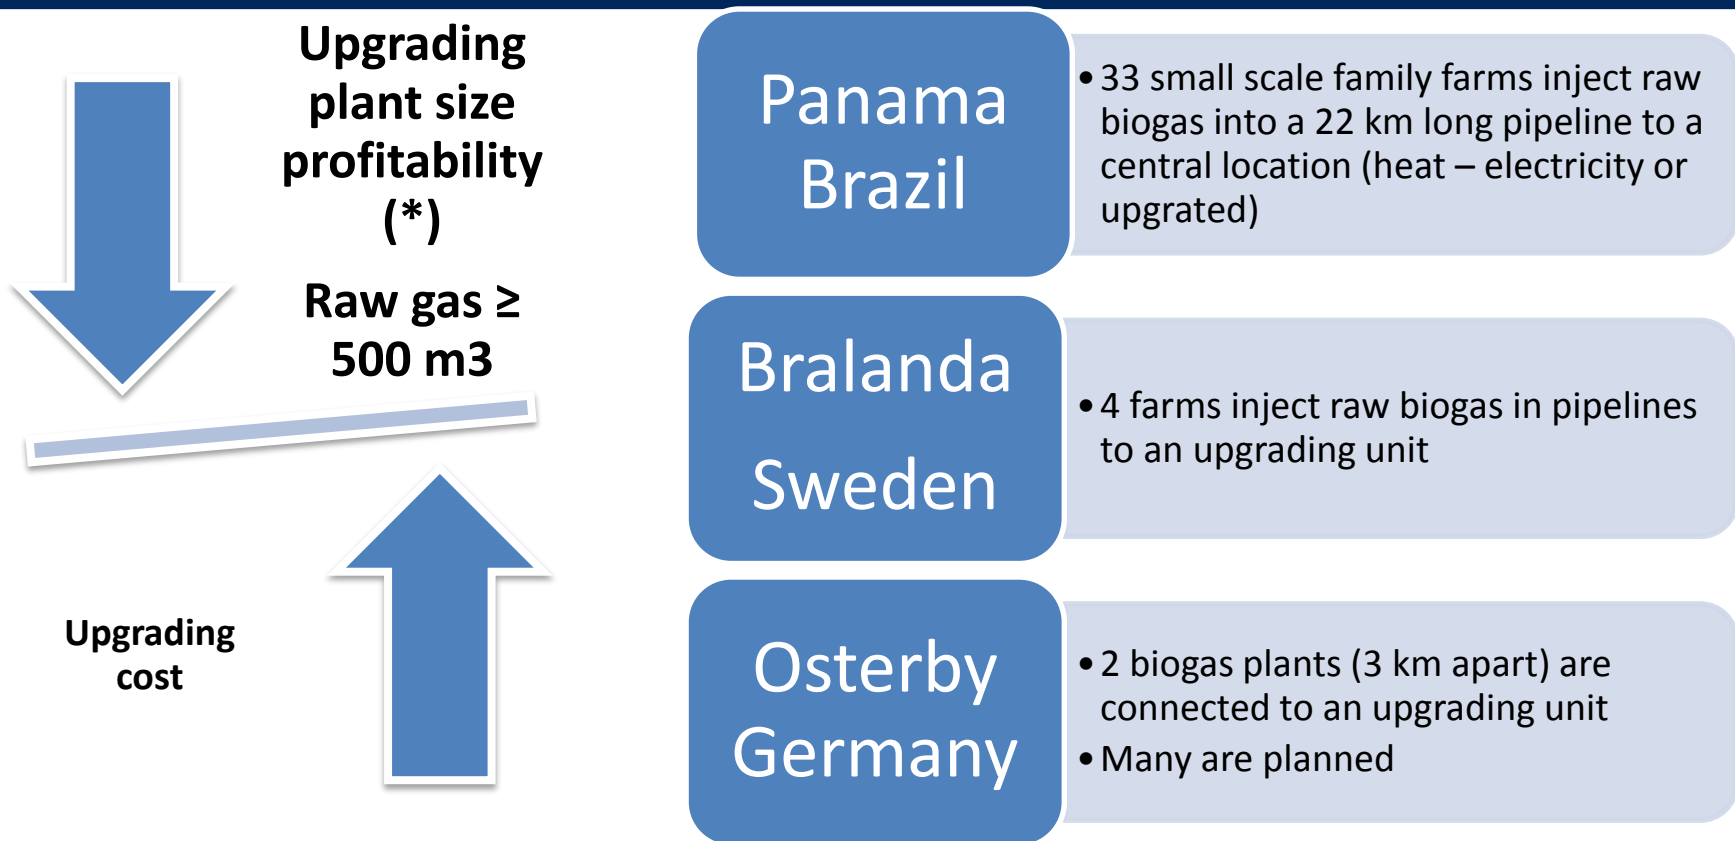 Upgrading
plant size
profitability
(*)
Raw gas ≥
500 m3
Upgrading
cost
Panama
Brazil
• 33 small scale family farms inject raw
biogas into a 22 km long pipeline to a
central location (heat – electricity or
upgrated)
Bralanda
Sweden
• 4 farms inject raw biogas in pipelines
to an upgrading unit
Osterby
Germany
• 2 biogas plants (3 km apart) are
connected to an upgrading unit
• Many are planned